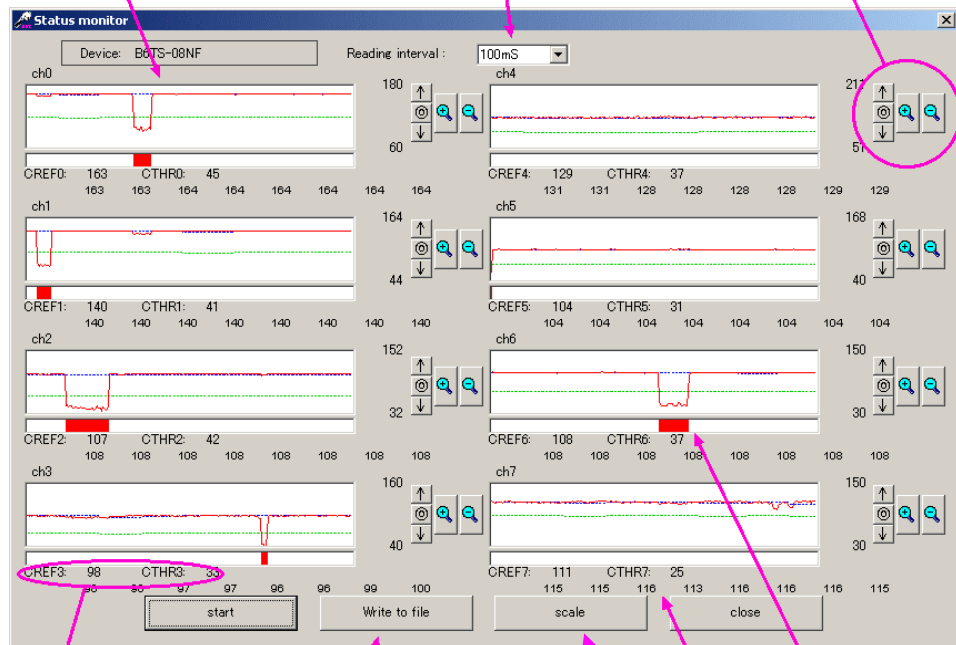 Status monitor
Device: B6TS-08NF
Reading interval :
100mS
ch0
180
60
CREF0: 163 CTHR0: 45
163 163 164 164 164 164 164 164
ch1
164
44
CREF1: 140 CTHR1: 41
140 140 140 140 140 140 140 140
ch2
152
32
CREF2: 107 CTHR2: 42
108 108 108 108 108 108 108 108
ch3
160
40
CREF3: 98 CTHR3: 33
98 98 97 97 96 96 99 100
ch4
211
57
CREF4: 129 CTHR4: 37
131 131 128 128 128 128 129 129
ch5
168
40
CREF5: 104 CTHR5: 31
104 104 104 104 104 104 104 104
ch6
150
30
CREF6: 108 CTHR6: 37
108 108 108 108 108 108 108 108
ch7
150
30
CREF7: 111 CTHR7: 25
115 115 116 113 116 116 116 115
start
Write to file
scale
close